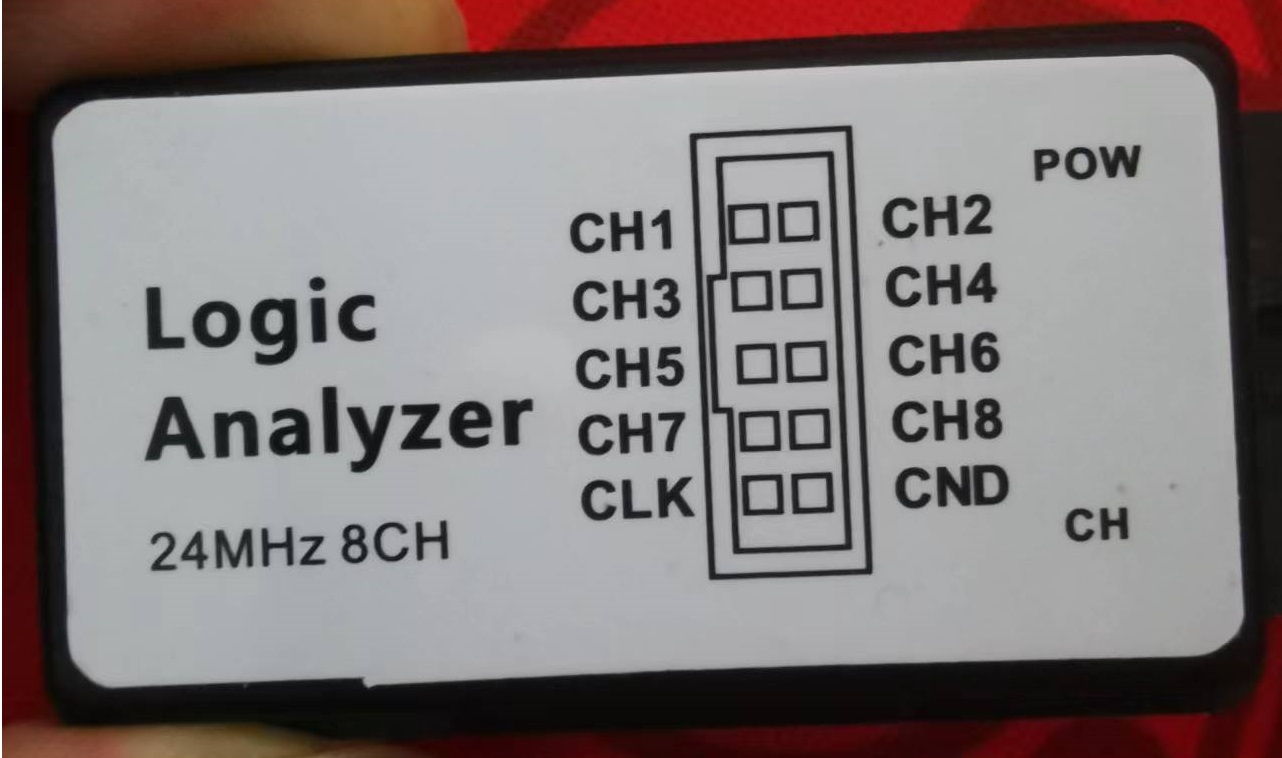 POW
CH1 CH2
CH3 CH4
CH5 CH6
CH7 CH8
CLK CND
Logic
Analyzer
24MHz 8CH
CH